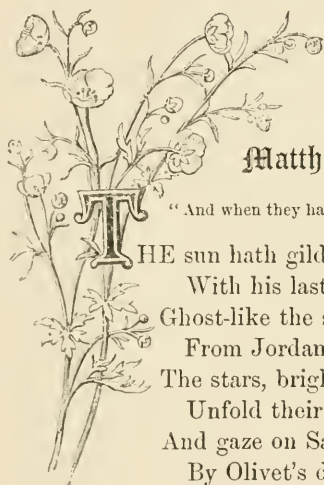 Matth
"And when they ha
THE sun hath gild
With his last
Ghost-like the s
From Jordan
The stars, brigh
Unfold their
And gaze on Sa
By Olivet's d